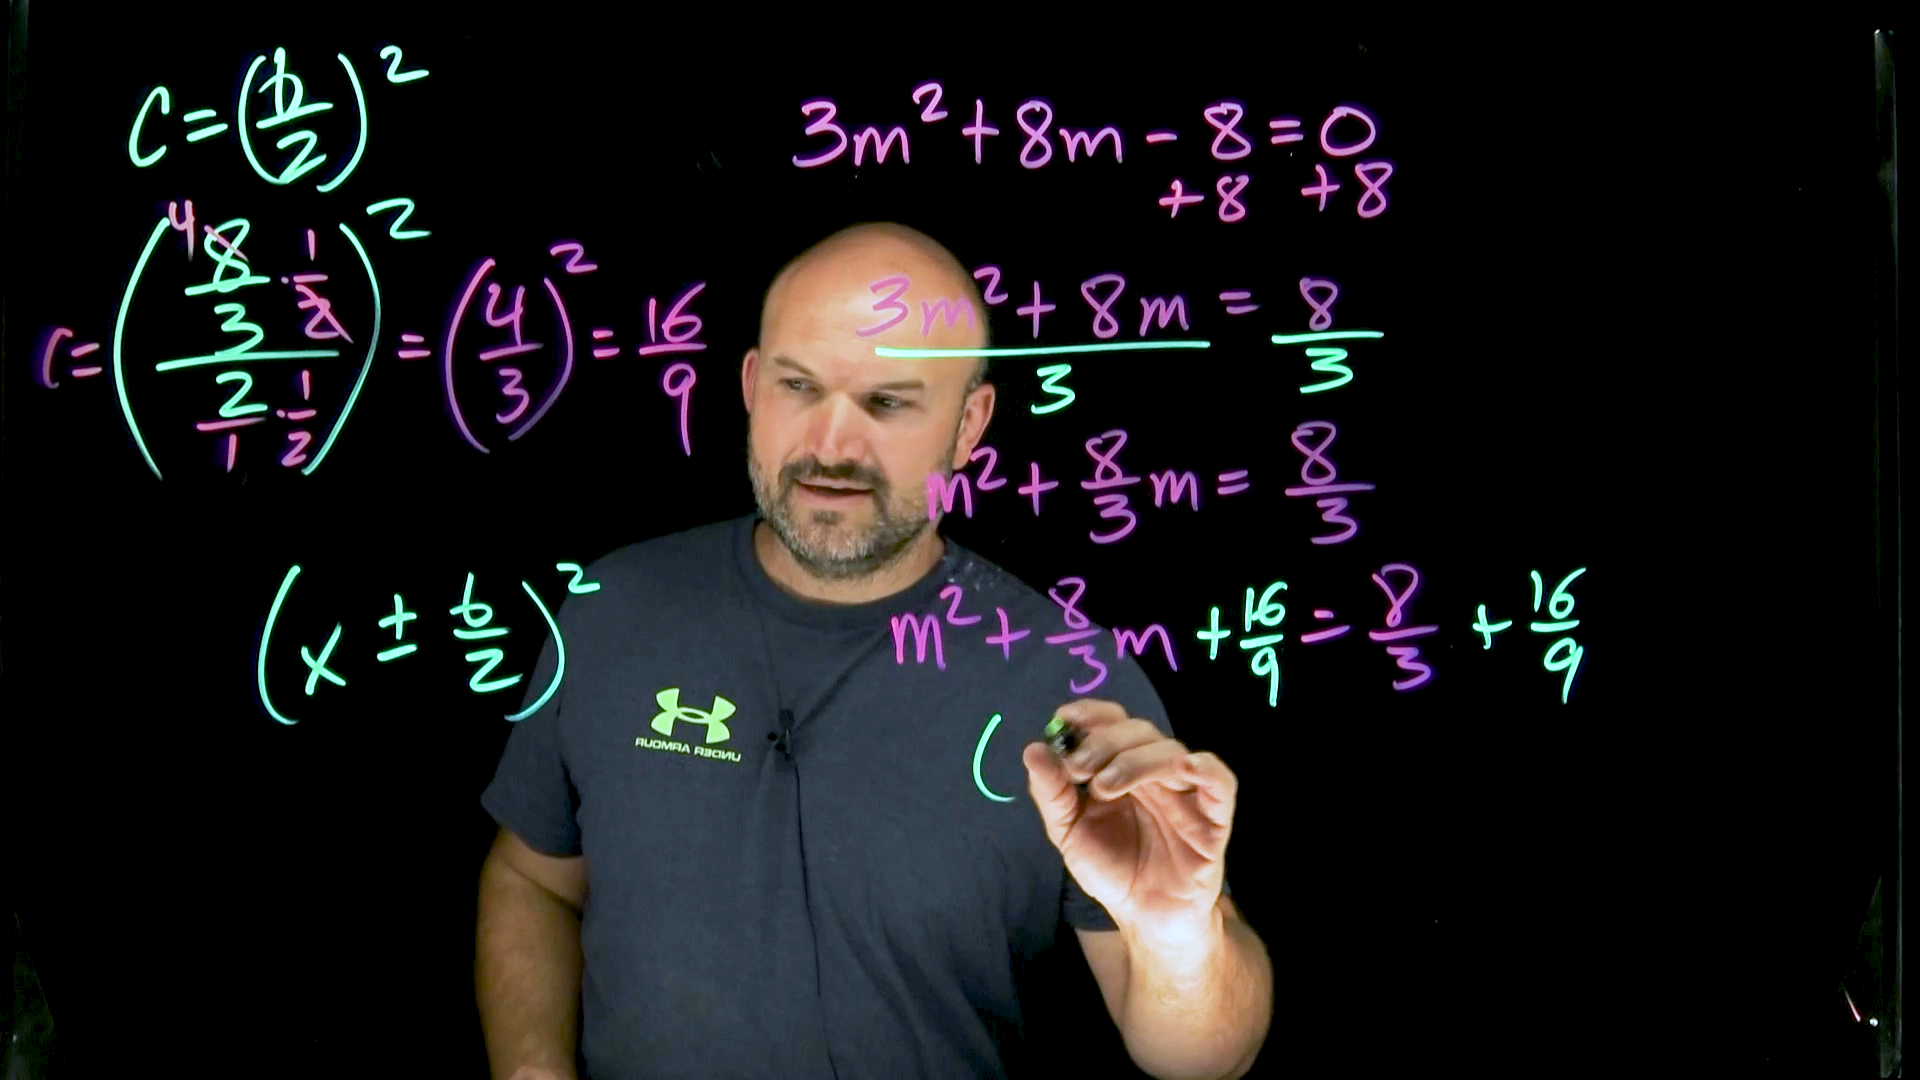 C = (b/2)²
C = ((8/3 · 1/2)/(2/1 · 1/2))² = (4/3)² = 16/9
4
(x ± b/2)²
3m² + 8m - 8 = 0
+8 +8
3m² + 8m = 8
3 3
m² + 8/3 m = 8/3
m² + 8/3 m + 16/9 = 8/3 + 16/9
(
UNDER ARMOUR